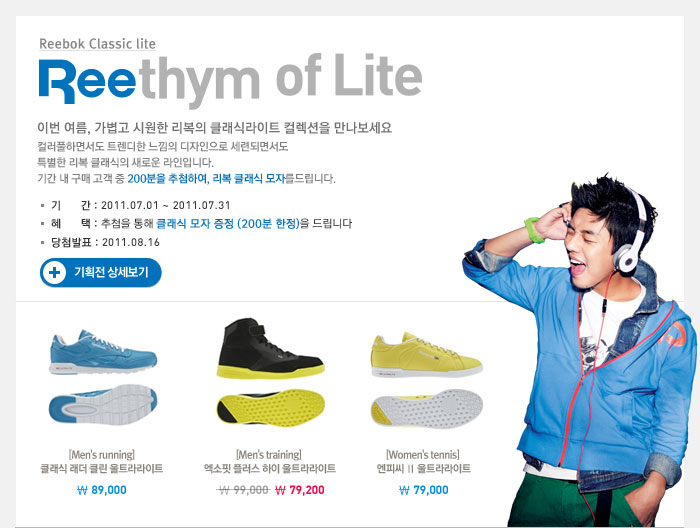 Reebok Classic lite
Reethym of Lite
이번 여름, 가볍고 시원한 리복의 클래식라이트 컬렉션을 만나보세요
컬러풀하면서도 트렌디한 느낌의 디자인으로 세련되면서도
특별한 리복 클래식의 새로운 라인입니다.
기간 내 구매 고객 중 200분을 추첨하여, 리복 클래식 모자를드립니다.
기 간 : 2011.07.01 ~ 2011.07.31
혜 택 : 추첨을 통해 클래식 모자 증정 (200분 한정)을 드립니다
당첨발표 : 2011.08.16
기획전 상세보기
[Men's running]
클래식 래더 클린 울트라라이트
₩ 89,000
[Men's training]
엑소핏 플러스 하이 울트라라이트
₩ 99,000 ₩ 79,200
[Women's tennis]
엔피씨 II 울트라라이트
₩ 79,000